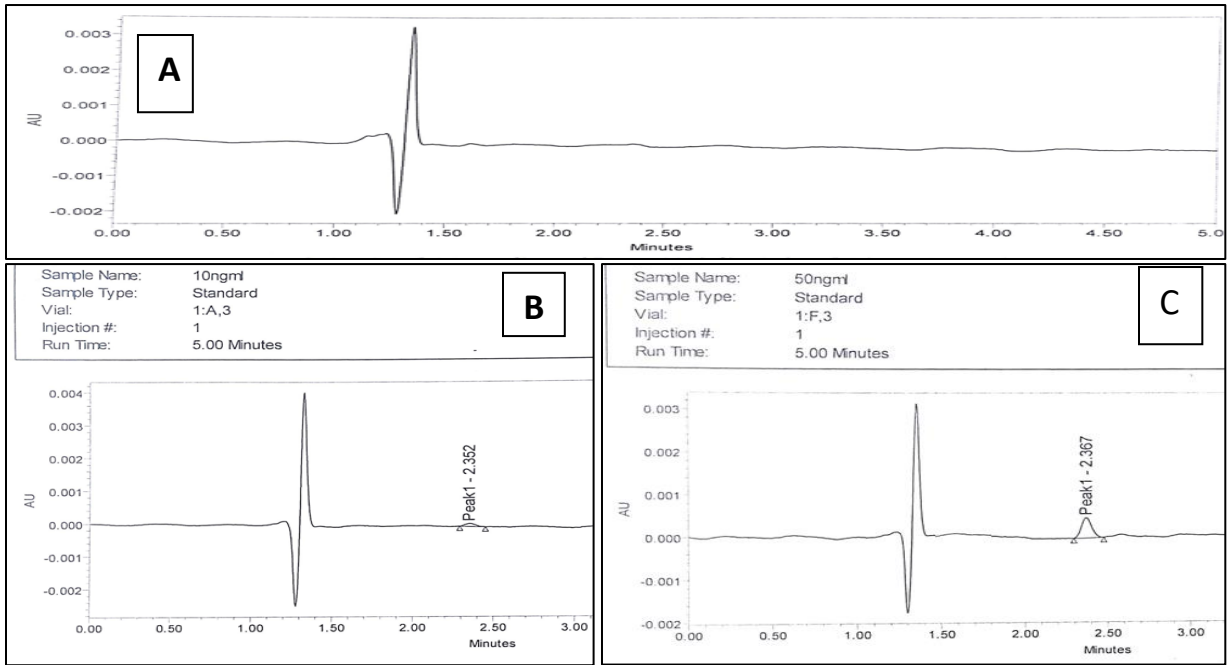 A
AU
0.003
0.002
0.001
0.000
-0.001
-0.002
0.00 0.50 1.00 1.50 2.00 2.50 3.00 3.50 4.00 4.50 5.0
Minutes
B
Sample Name: 10ngml
Sample Type: Standard
Vial: 1:A,3
Injection #: 1
Run Time: 5.00 Minutes
AU
0.004
0.003
0.002
0.001
0.000
-0.001
-0.002
Peak1 - 2.352
0.00 0.50 1.00 1.50 2.00 2.50 3.00
Minutes
C
Sample Name: 50ngml
Sample Type: Standard
Vial: 1:F,3
Injection #: 1
Run Time: 5.00 Minutes
AU
0.003
0.002
0.001
0.000
-0.001
-0.002
Peak1 - 2.367
0.00 0.50 1.00 1.50 2.00 2.50 3.00
Minutes